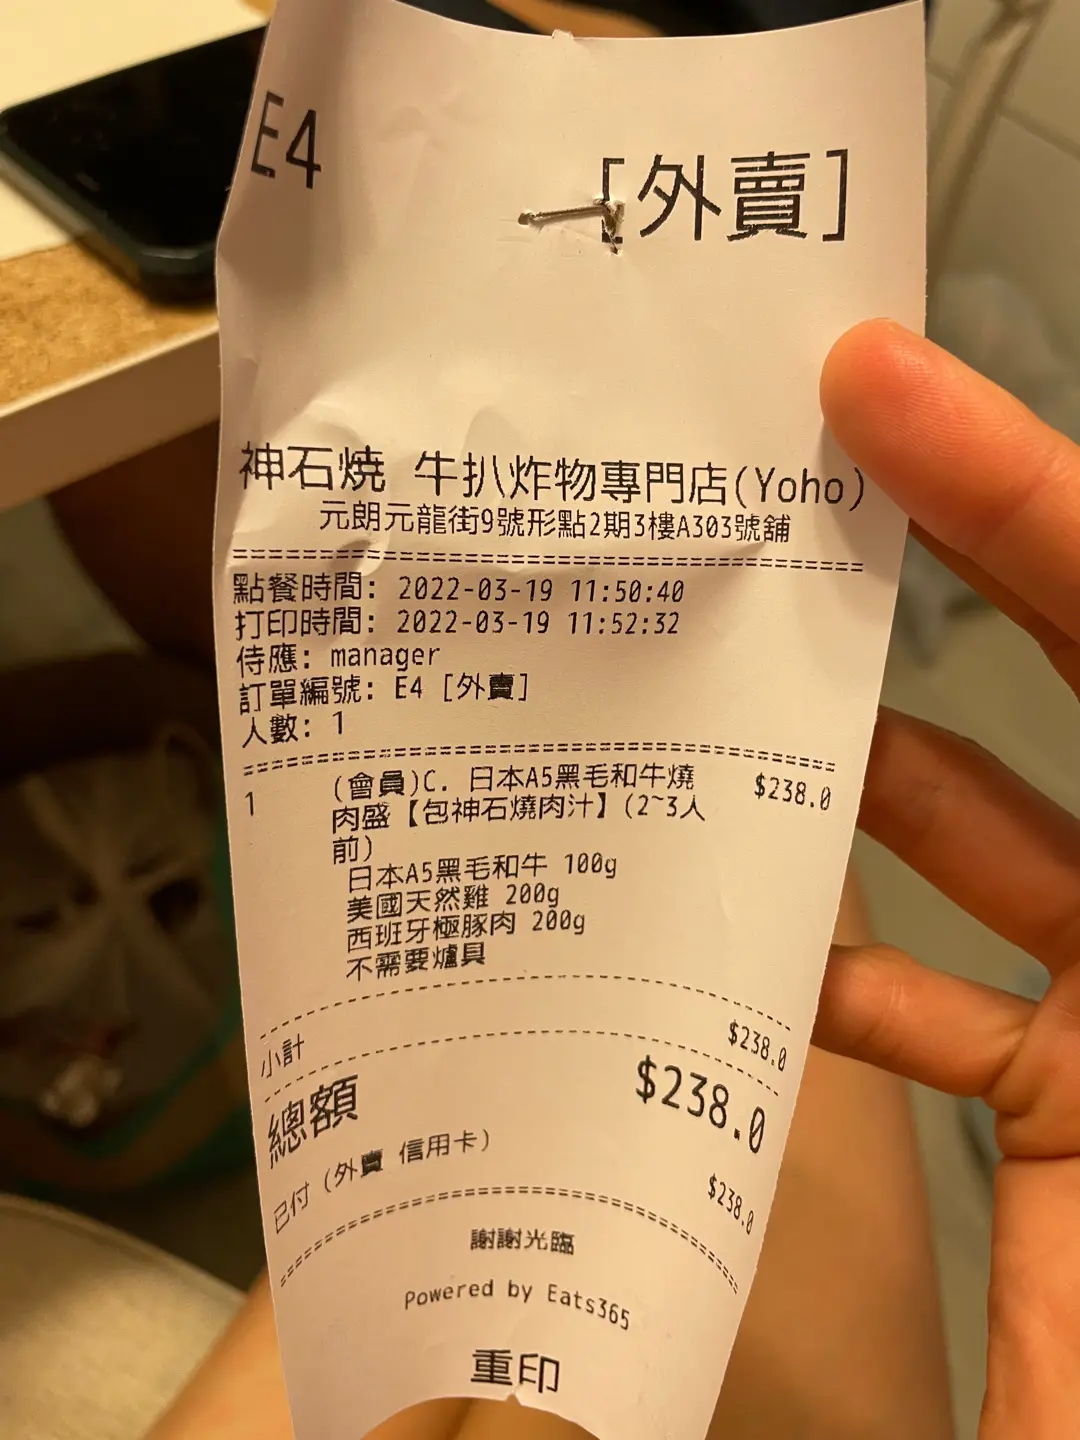 E4
[外賣]
神石燒 牛扒炸物專門店(Yoho)
元朗元龍街9號形點2期3樓A303號舖
點餐時間: 2022-03-19 11:50:40
打印時間: 2022-03-19 11:52:32
侍應: manager
訂單編號: E4 [外賣]
人數: 1
1 (會員)C. 日本A5黑毛和牛燒 $238.0
肉盛【包神石燒肉汁】(2~3人
前)
日本A5黑毛和牛 100g
美國天然雞 200g
西班牙極豚肉 200g
不需要爐具
小計 $238.0
總額 $238.0
已付 (外賣 信用卡) $238.0
謝謝光臨
Powered by Eats365
重印